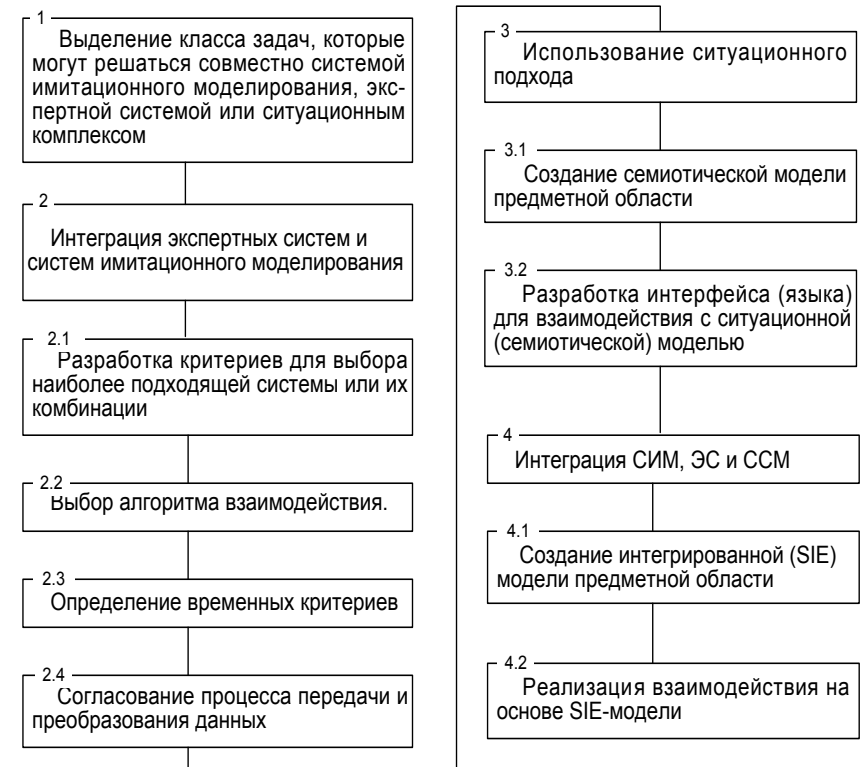 1
Выделение класса задач, которые
могут решаться совместно системой
имитационного моделирования, экс-
пертной системой или ситуационным
комплексом
2
Интеграция экспертных систем и
систем имитационного моделирования
2.1
Разработка критериев для выбора
наиболее подходящей системы или их
комбинации
2.2
Выбор алгоритма взаимодействия.
2.3
Определение временных критериев
2.4
Согласование процесса передачи и
преобразования данных
3
Использование ситуационного
подхода
3.1
Создание семиотической модели
предметной области
3.2
Разработка интерфейса (языка)
для взаимодействия с ситуационной
(семиотической) моделью
4
Интеграция СИМ, ЭС и ССМ
4.1
Создание интегрированной (SIE)
модели предметной области
4.2
Реализация взаимодействия на
основе SIE-модели